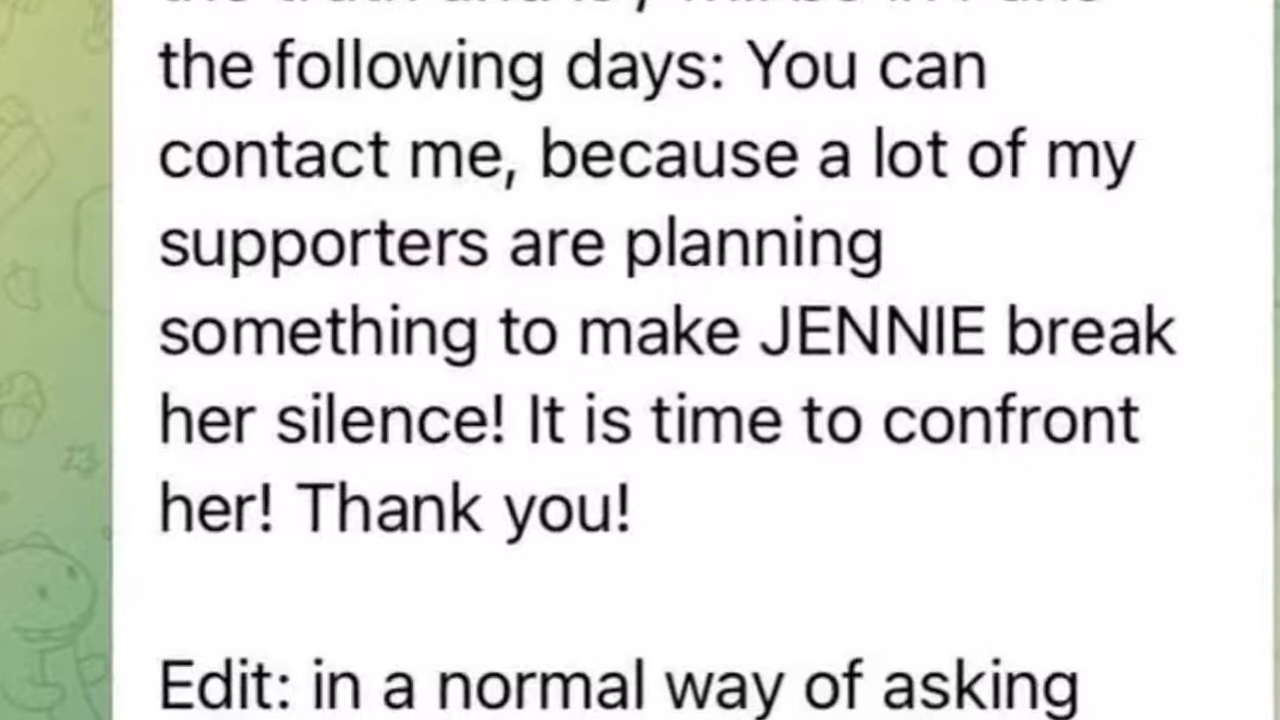 the following days: You can
contact me, because a lot of my
supporters are planning
something to make JENNIE break
her silence! It is time to confront
her! Thank you!
Edit: in a normal way of asking